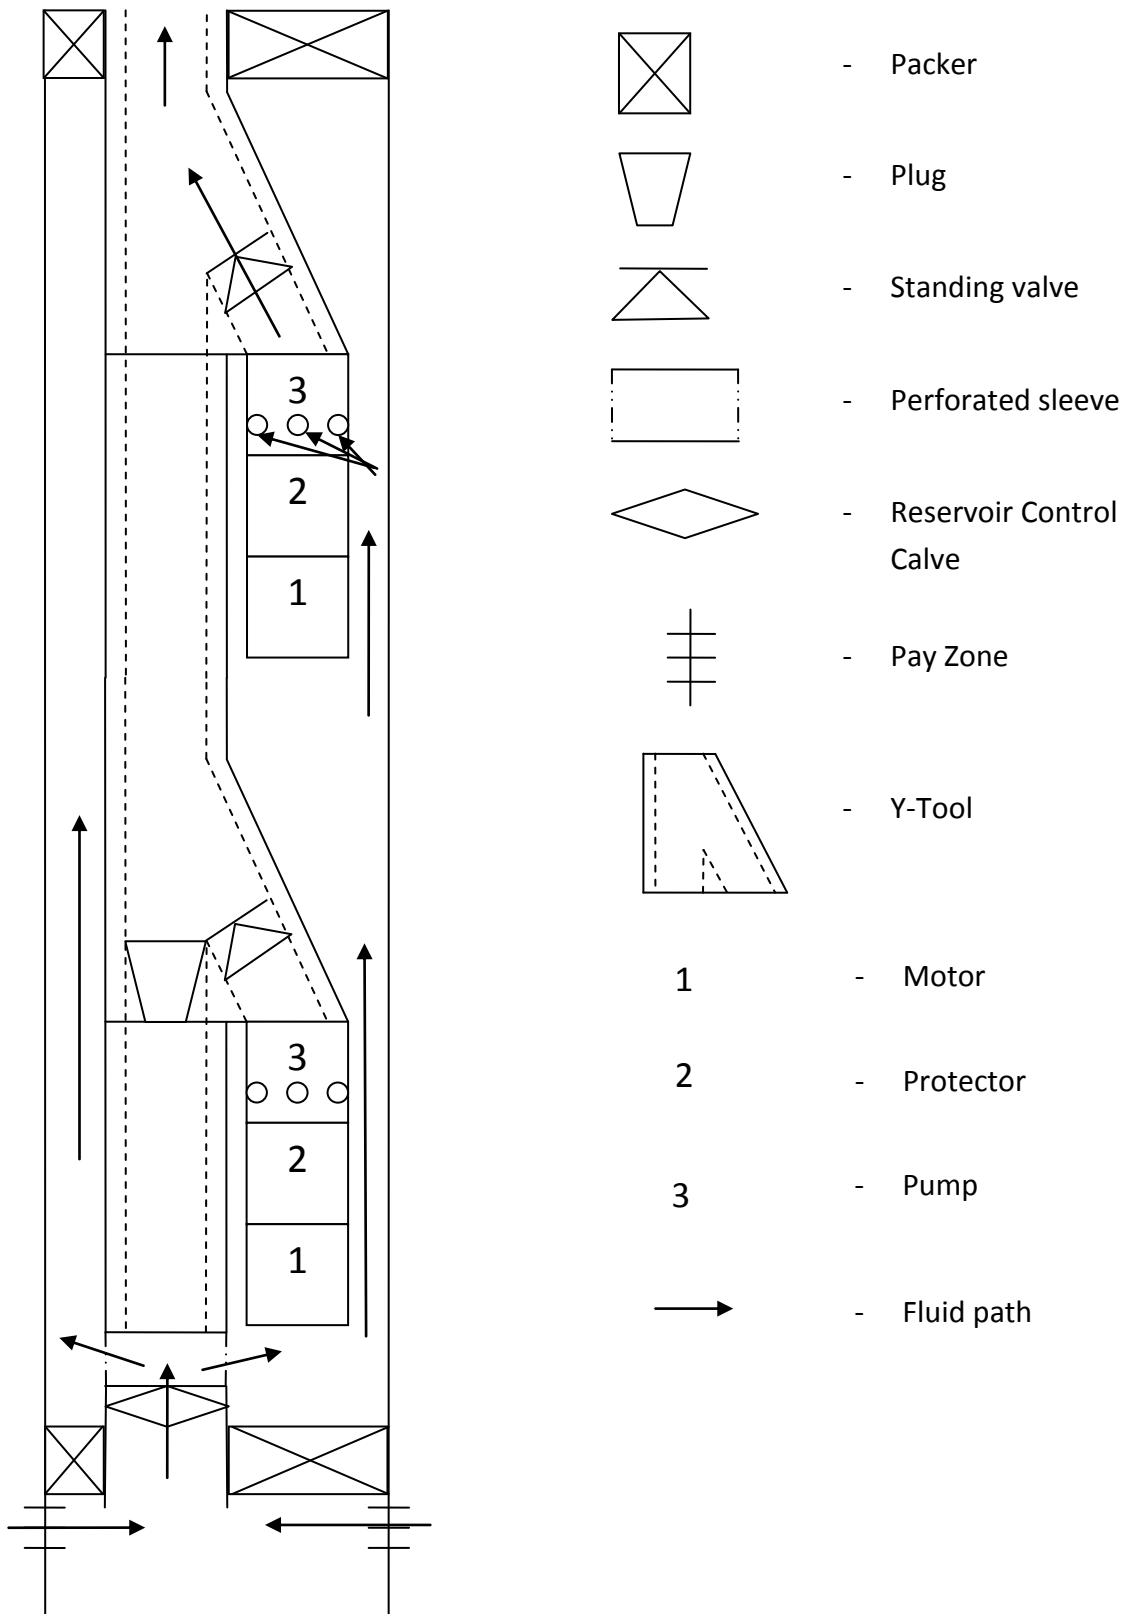 3
2
1
3
2
1
- Packer
- Plug
- Standing valve
- Perforated sleeve
- Reservoir Control
Calve
- Pay Zone
- Y-Tool
1 - Motor
2 - Protector
3 - Pump
- Fluid path